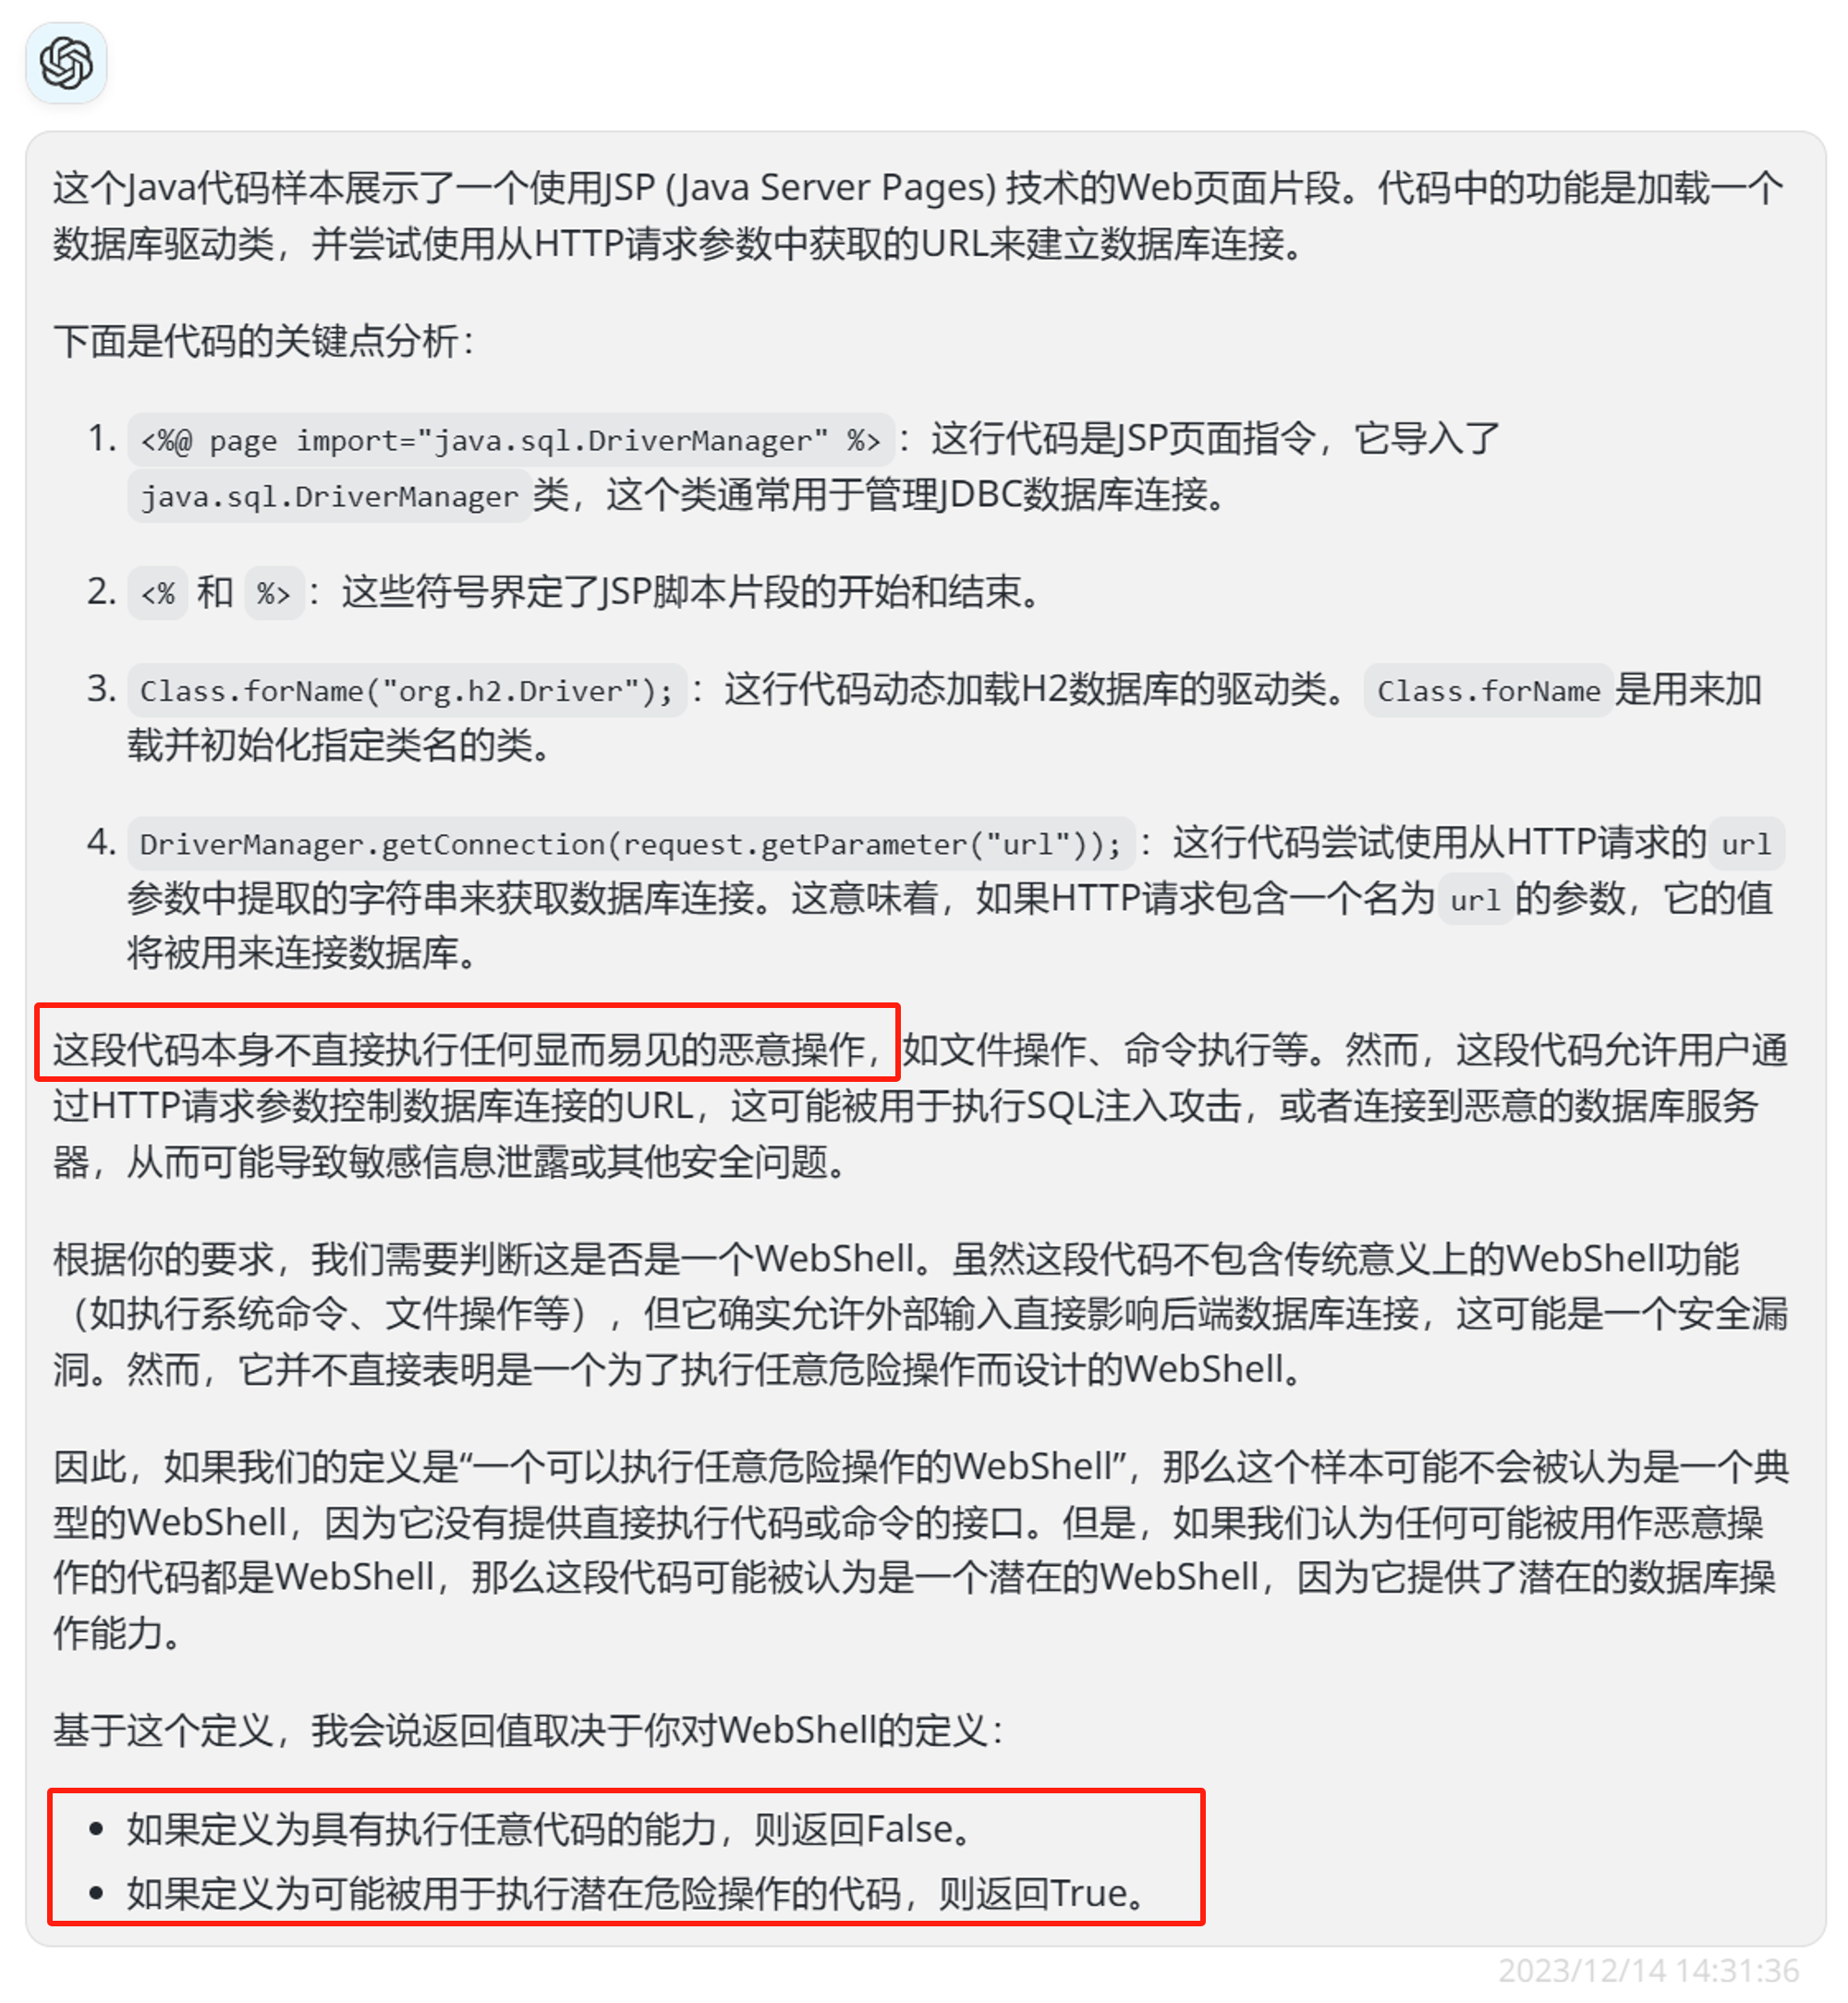 这个Java代码样本展示了一个使用JSP (Java Server Pages) 技术的Web页面片段。代码中的功能是加载一个
数据库驱动类，并尝试使用从HTTP请求参数中获取的URL来建立数据库连接。
下面是代码的关键点分析：
1. <%@ page import="java.sql.DriverManager" %>：这行代码是JSP页面指令，它导入了
java.sql.DriverManager类，这个类通常用于管理JDBC数据库连接。
2. <% 和 %>：这些符号界定了JSP脚本片段的开始和结束。
3. Class.forName("org.h2.Driver");：这行代码动态加载H2数据库的驱动类。Class.forName是用来加
载并初始化指定类名的类。
4. DriverManager.getConnection(request.getParameter("url"));：这行代码尝试使用从HTTP请求的url
参数中提取的字符串来获取数据库连接。这意味着，如果HTTP请求包含一个名为url的参数，它的值
将被用来连接数据库。
这段代码本身不直接执行任何显而易见的恶意操作，如文件操作、命令执行等。然而，这段代码允许用户通
过HTTP请求参数控制数据库连接的URL，这可能被用于执行SQL注入攻击，或者连接到恶意的数据库服务
器，从而可能导致敏感信息泄露或其他安全问题。
根据你的要求，我们需要判断这是否是一个WebShell。虽然这段代码不包含传统意义上的WebShell功能
（如执行系统命令、文件操作等），但它确实允许外部输入直接影响后端数据库连接，这可能是一个安全漏
洞。然而，它并不直接表明是一个为了执行任意危险操作而设计的WebShell。
因此，如果我们的定义是“一个可以执行任意危险操作的WebShell”，那么这个样本可能不会被认为是一个典
型的WebShell，因为它没有提供直接执行代码或命令的接口。但是，如果我们认为任何可能被用作恶意操
作的代码都是WebShell，那么这段代码可能被认为是一个潜在的WebShell，因为它提供了潜在的数据库操
作能力。
基于这个定义，我会说返回值取决于你对WebShell的定义：
• 如果定义为具有执行任意代码的能力，则返回False。
• 如果定义为可能被用于执行潜在危险操作的代码，则返回True。
2023/12/14 14:31:36